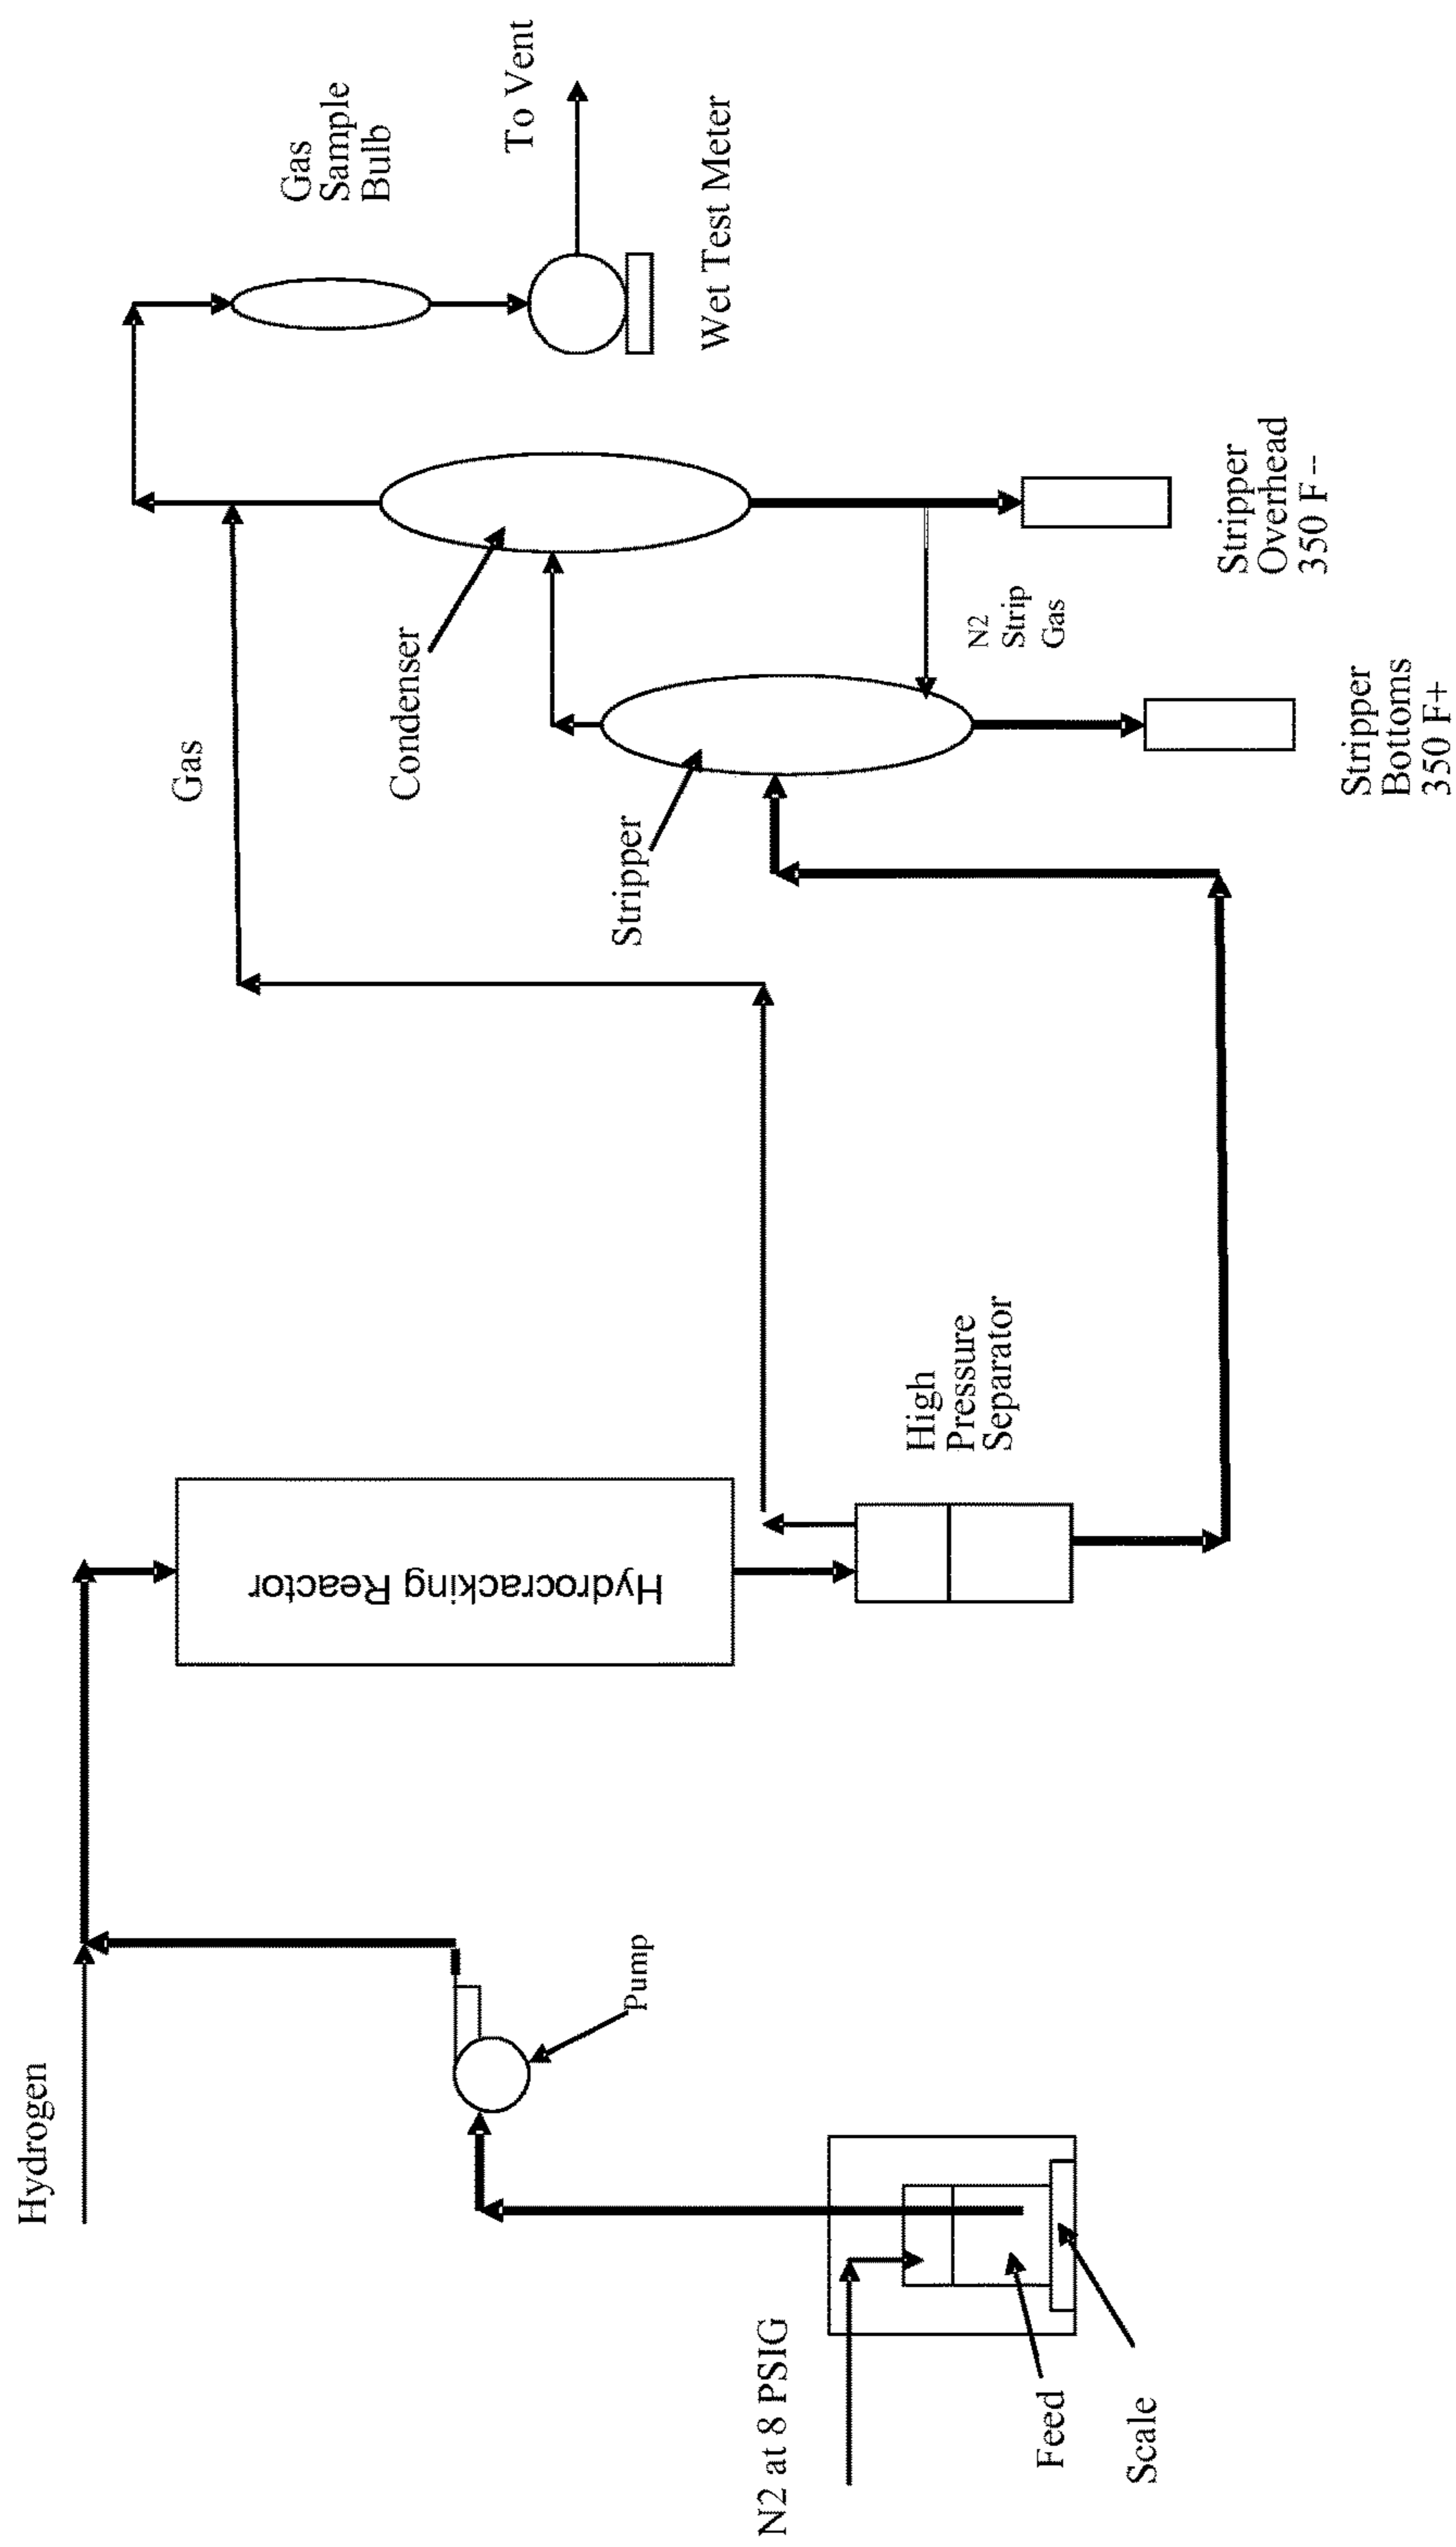 Hydrogen
N2 at 8 PSIG
Feed
Scale
Pump
Hydrocracking Reactor
High
Pressure
Separator
Gas
Condenser
Stripper
N2
Strip
Gas
Stripper
Bottoms
350 F+
Stripper
Overhead
350 F--
Gas
Sample
Bulb
To Vent
Wet Test Meter